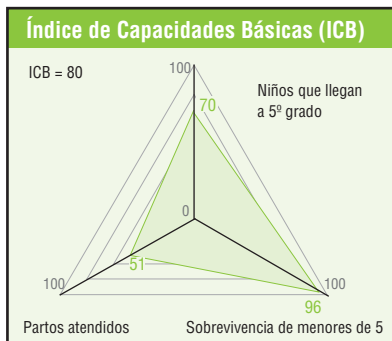 Índice de Capacidades Básicas (ICB)
ICB = 80
100
Niños que llegan
a 5º grado
70
0
51
100
100
96
Partos atendidos
Sobrevivencia de menores de 5